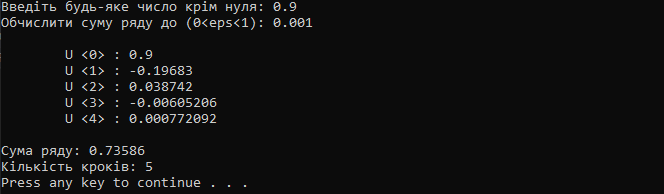 Введіть будь-яке число крім нуля: 0.9
Обчислити суму ряду до (0<eps<1): 0.001
U <0> : 0.9
U <1> : -0.19683
U <2> : 0.038742
U <3> : -0.00605206
U <4> : 0.000772092
Сума ряду: 0.73586
Кількість кроків: 5
Press any key to continue . . .